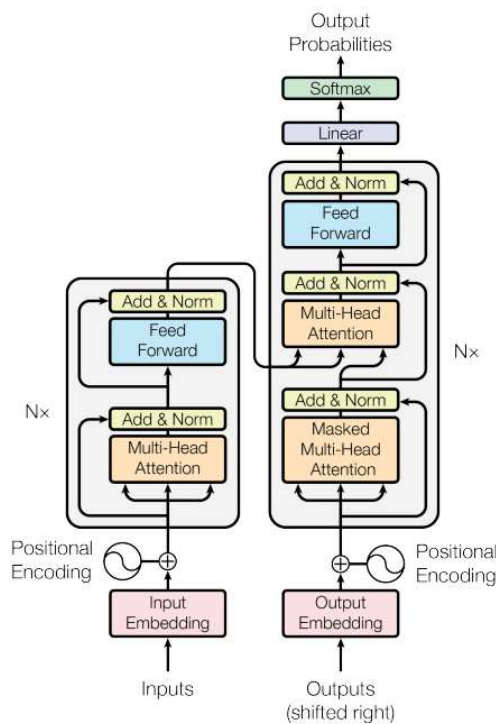 Output
Probabilities
Softmax
Linear
Add & Norm
Feed
Forward
Add & Norm
Multi-Head
Attention
Add & Norm
Masked
Multi-Head
Attention
Nx
Positional
Encoding
Output
Embedding
Outputs
(shifted right)
Add & Norm
Feed
Forward
Add & Norm
Multi-Head
Attention
Nx
Positional
Encoding
Input
Embedding
Inputs